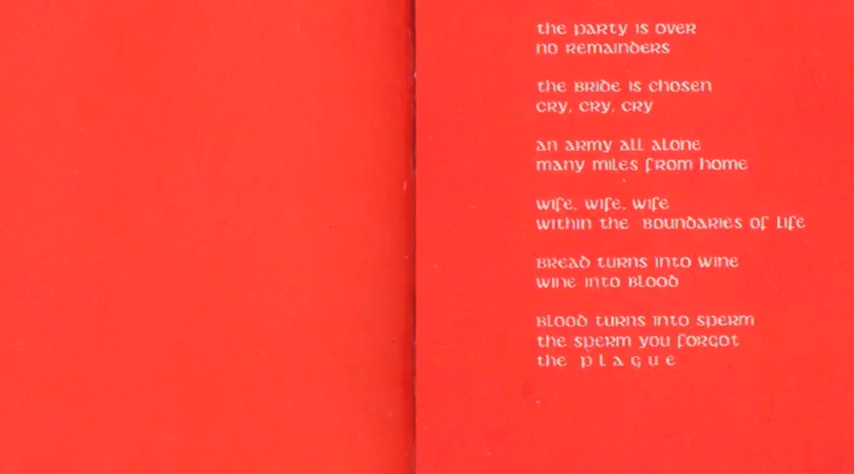 the party is over
no remainders
the bride is chosen
cry, cry, cry
an army all alone
many miles from home
wife, wife, wife
within the boundaries of life
bread turns into wine
wine into blood
blood turns into sperm
the sperm you forgot
the p l a g u e